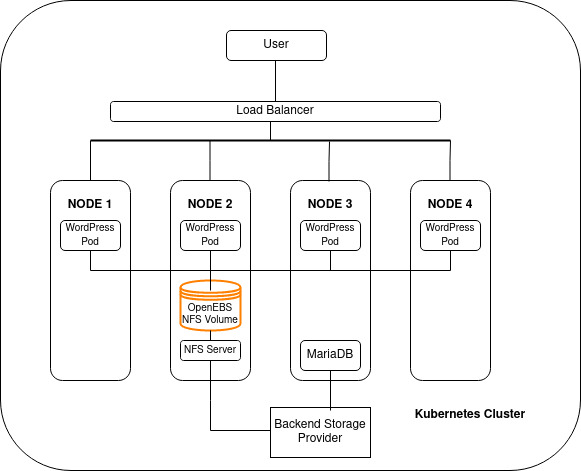 User
Load Balancer
NODE 1
NODE 2
NODE 3
NODE 4
WordPress
Pod
WordPress
Pod
WordPress
Pod
WordPress
Pod
OpenEBS
NFS Volume
NFS Server
MariaDB
Backend Storage
Provider
Kubernetes Cluster